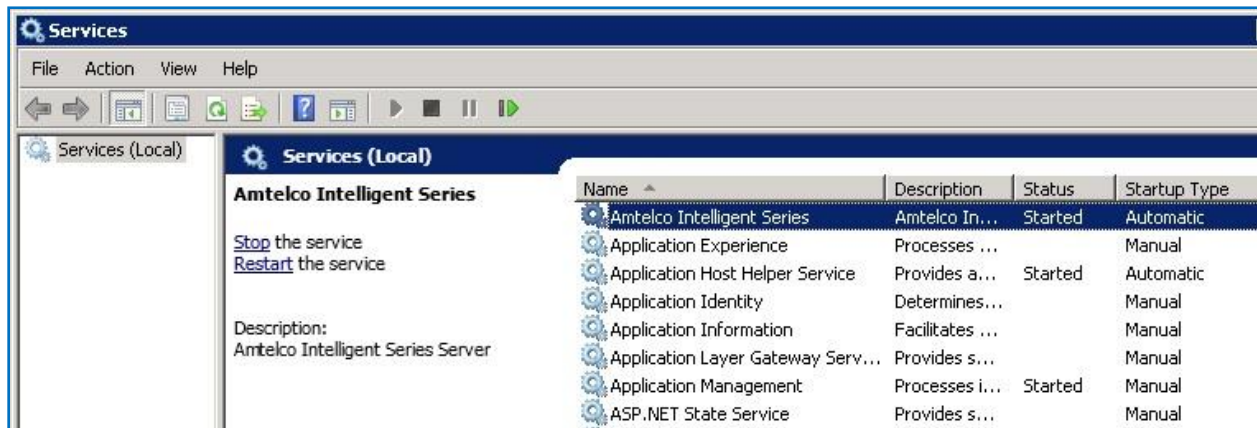 Services
File Action View Help
Services (Local)
Services (Local)
Amtelco Intelligent Series
Stop the service
Restart the service
Description:
Amtelco Intelligent Series Server
Name Description Status Startup Type
Amtelco Intelligent Series Amtelco In... Started Automatic
Application Experience Processes ... Manual
Application Host Helper Service Provides a... Started Automatic
Application Identity Determines... Manual
Application Information Facilitates ... Manual
Application Layer Gateway Serv... Provides s... Manual
Application Management Processes i... Started Manual
ASP.NET State Service Provides s... Manual